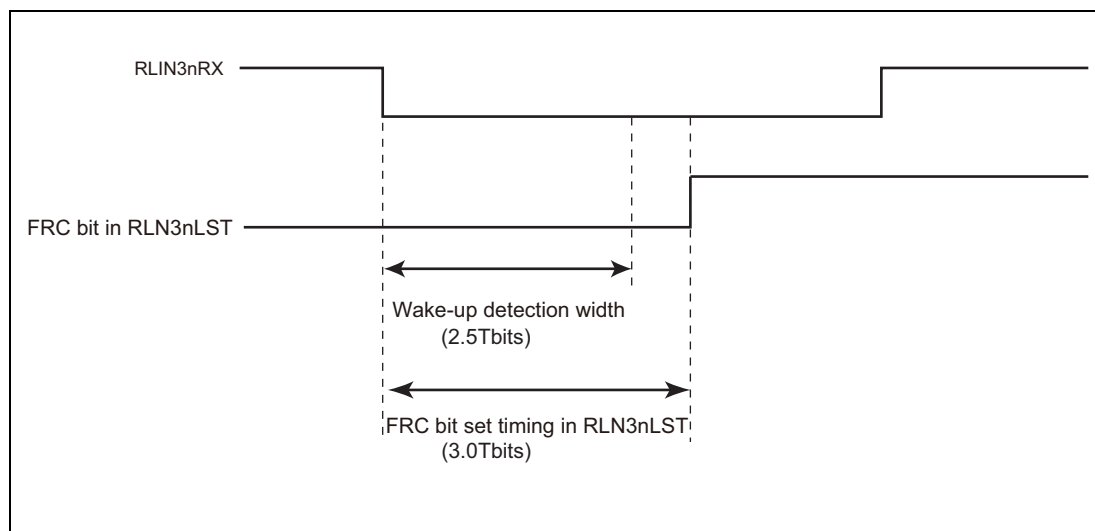 RLIN3nRX
FRC bit in RLN3nLST
Wake-up detection width
(2.5Tbits)
FRC bit set timing in RLN3nLST
(3.0Tbits)